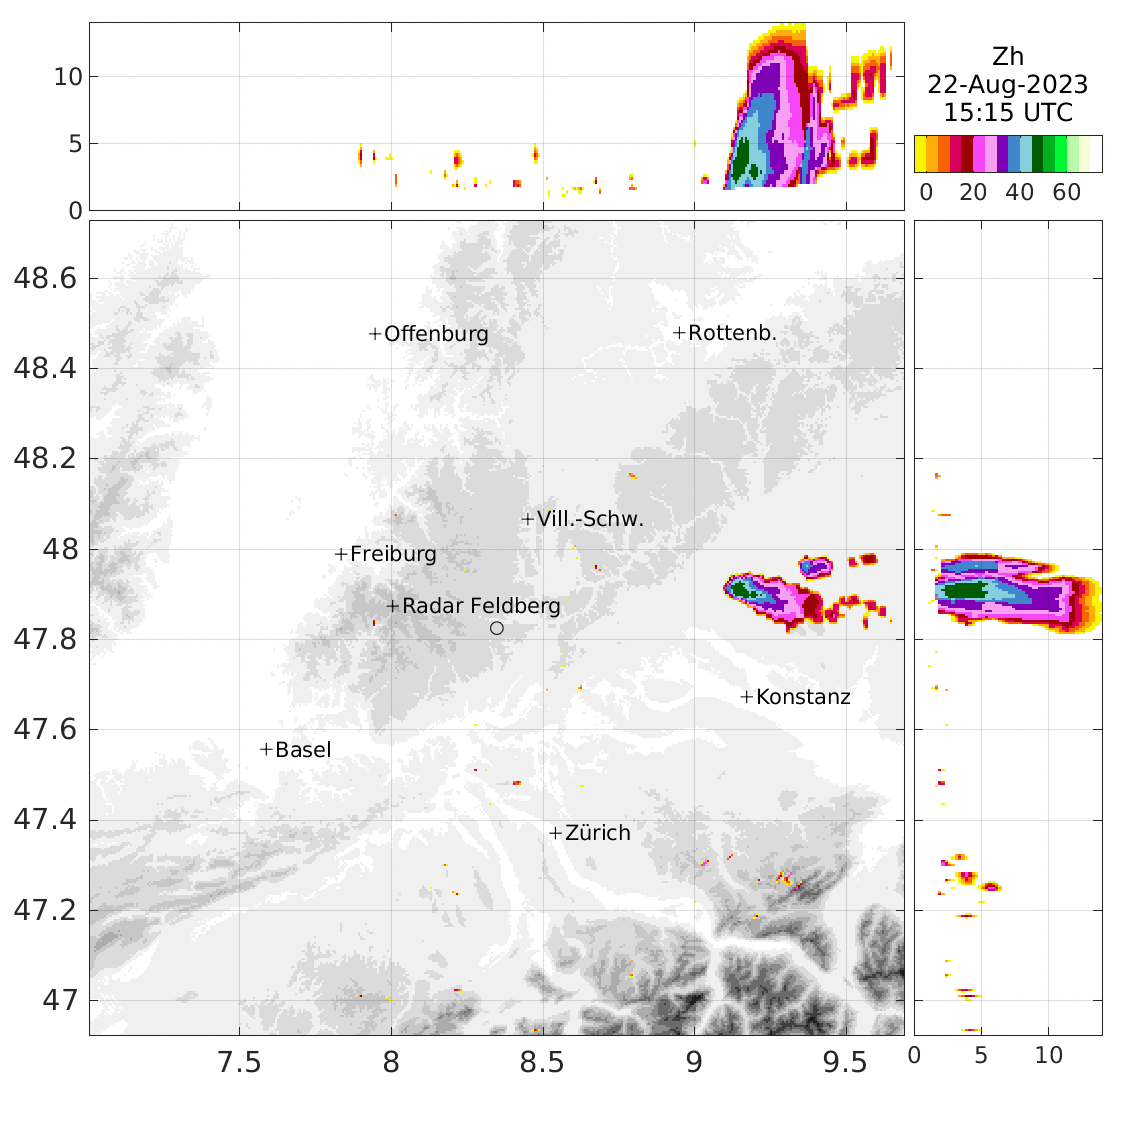 10
5
0
Zh
22-Aug-2023
15:15 UTC
0 20 40 60
48.6
48.4
48.2
48
47.8
47.6
47.4
47.2
47
Offenburg
Rottenb.
Vill.-Schw.
Freiburg
Radar Feldberg
Konstanz
Basel
Zürich
7.5 8 8.5 9 9.5
0 5 10